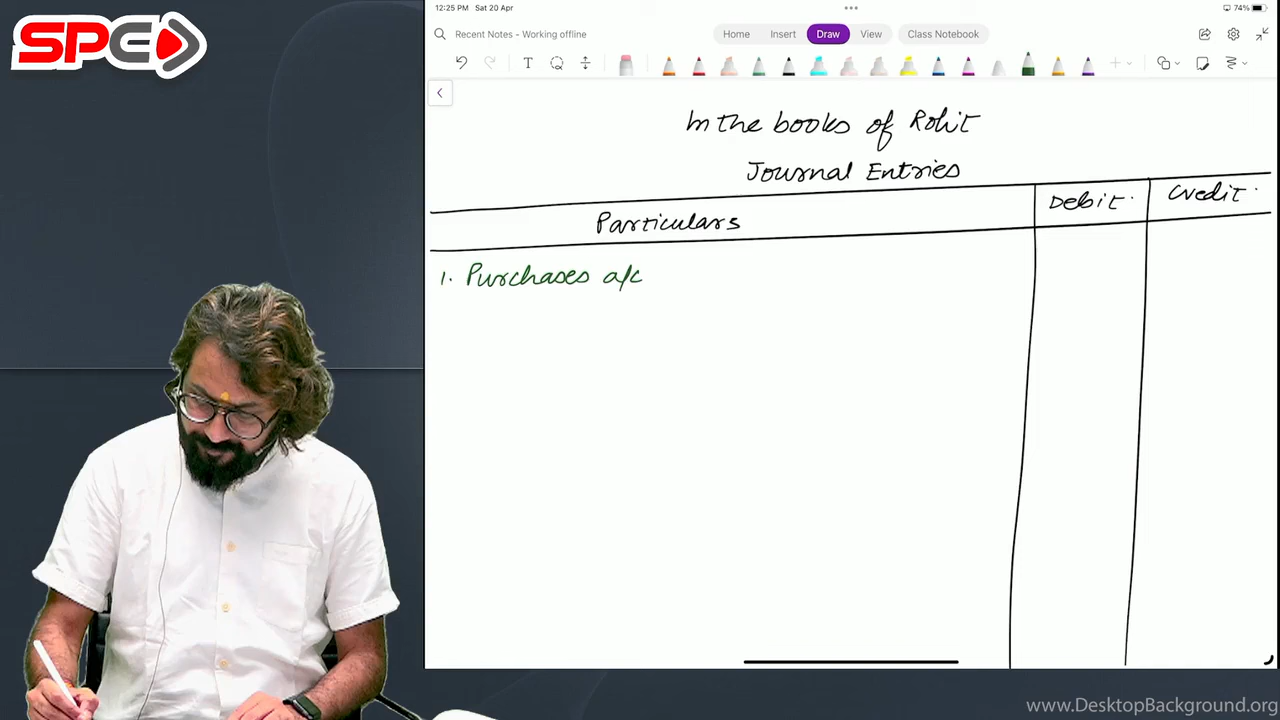 SPE
12:25 PM Sat 20 Apr
74%
Recent Notes - Working offline
Home Insert Draw View Class Notebook
T
In the books of Rohit
Journal Entries
Particulars Debit. Credit.
1. Purchases a/c
www.DesktopBackground.org